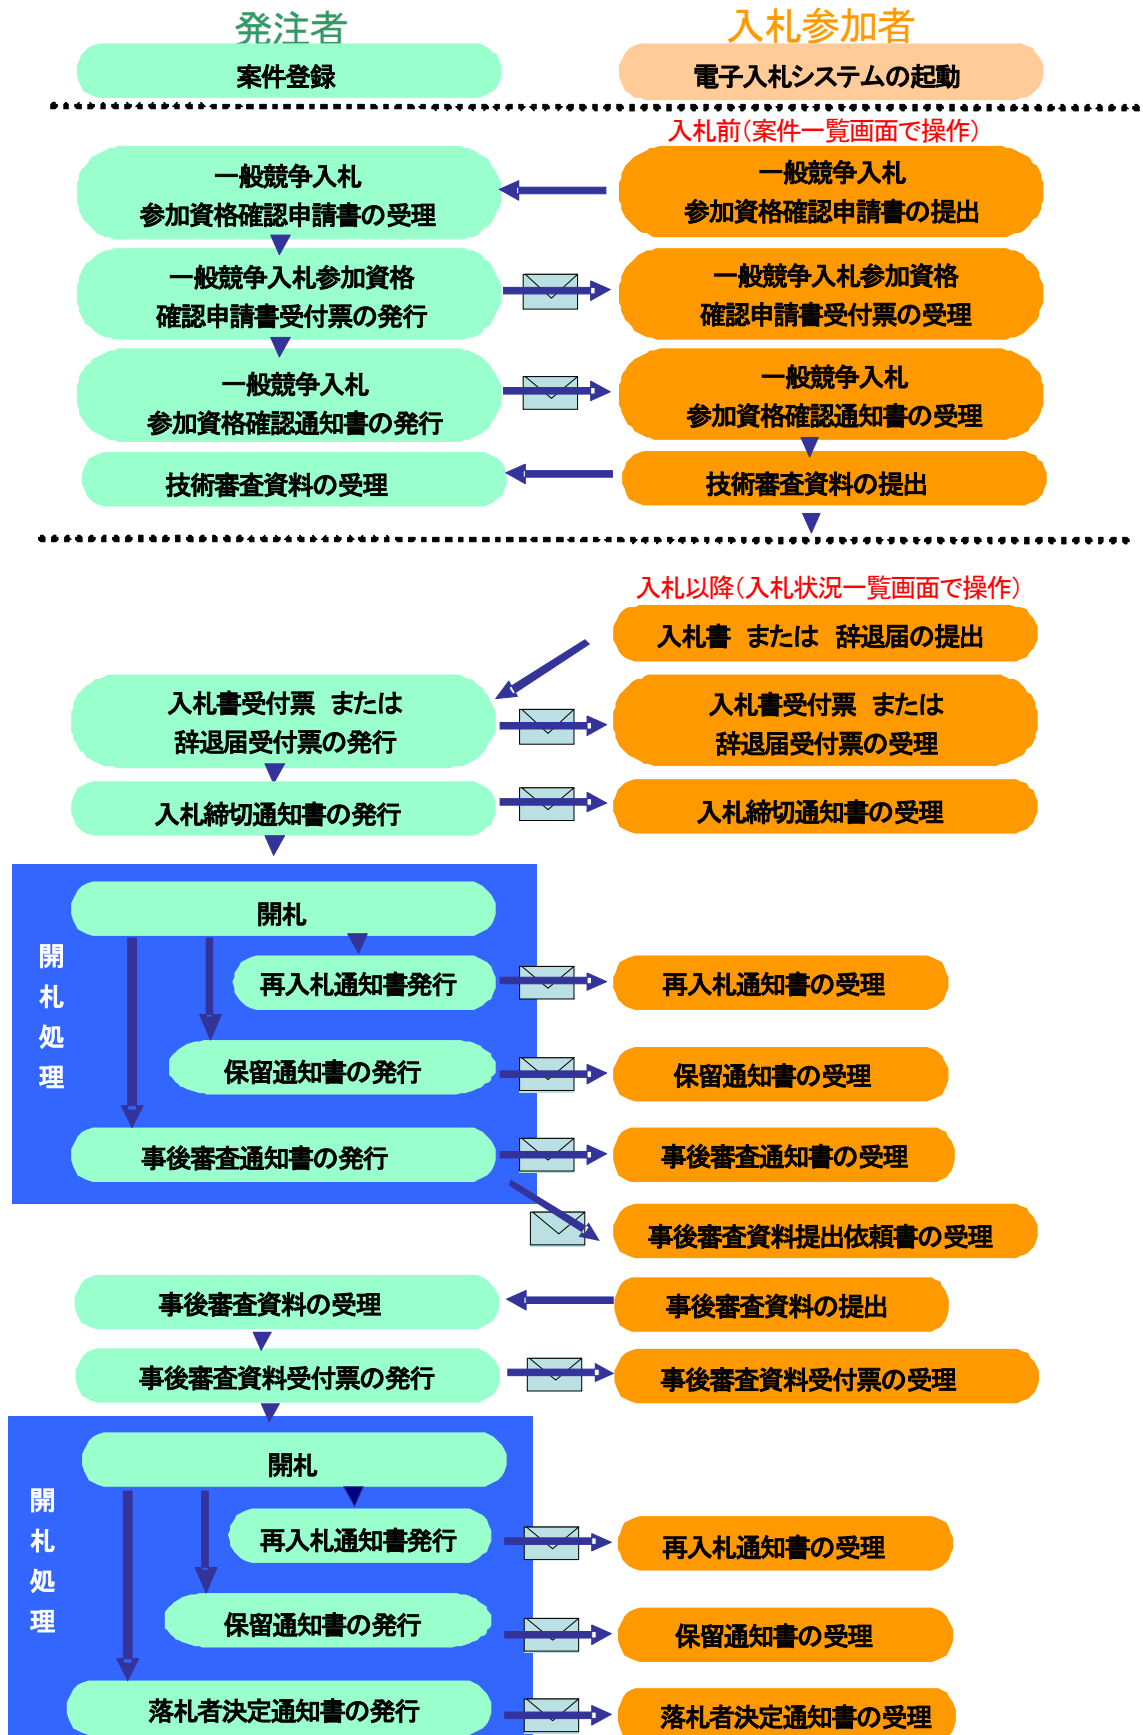 発注者
入札参加者
案件登録
電子入札システムの起動
入札前(案件一覧画面で操作)
一般競争入札
参加資格確認申請書の受理
一般競争入札
参加資格確認申請書の提出
一般競争入札参加資格
確認申請書受付票の発行
一般競争入札参加資格
確認申請書受付票の受理
一般競争入札
参加資格確認通知書の発行
一般競争入札
参加資格確認通知書の受理
技術審査資料の受理
技術審査資料の提出
入札以降(入札状況一覧画面で操作)
入札書 または 辞退届の提出
入札書受付票 または
辞退届受付票の発行
入札書受付票 または
辞退届受付票の受理
入札締切通知書の発行
入札締切通知書の受理
開札処理
開札
再入札通知書発行
再入札通知書の受理
保留通知書の発行
保留通知書の受理
事後審査通知書の発行
事後審査通知書の受理
事後審査資料提出依頼書の受理
事後審査資料の受理
事後審査資料の提出
事後審査資料受付票の発行
事後審査資料受付票の受理
開札処理
開札
再入札通知書発行
再入札通知書の受理
保留通知書の発行
保留通知書の受理
落札者決定通知書の発行
落札者決定通知書の受理